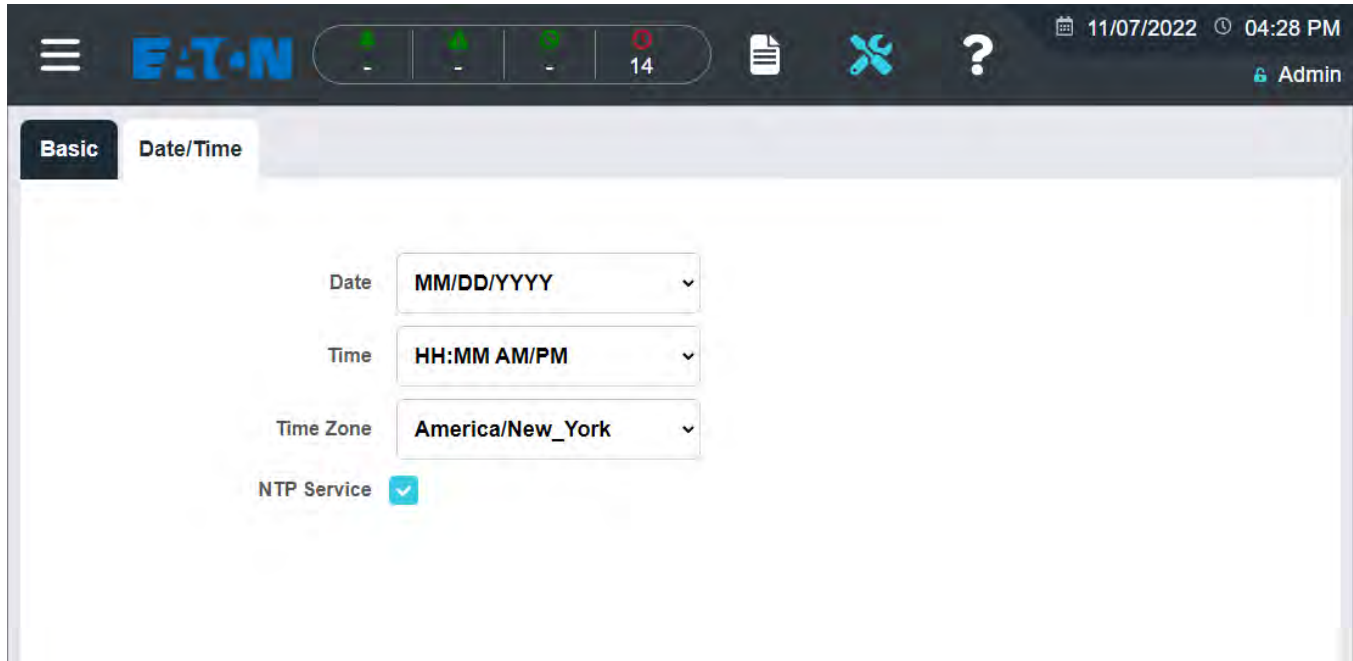 EATON
-
-
-
14
?
11/07/2022 04:28 PM
Admin
Basic Date/Time
Date MM/DD/YYYY
Time HH:MM AM/PM
Time Zone America/New_York
NTP Service